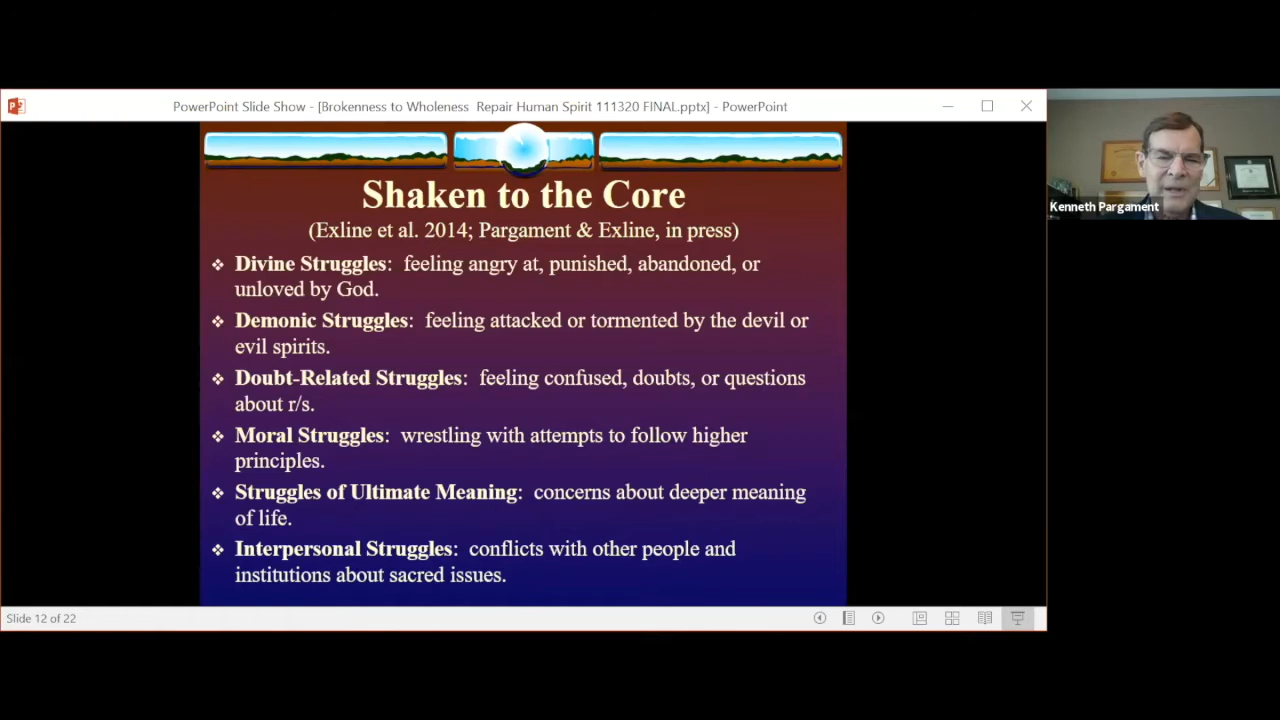 PowerPoint Slide Show - [Brokenness to Wholeness  Repair Human Spirit 111320 FINAL.pptx] - PowerPoint
Shaken to the Core
(Exline et al. 2014; Pargament & Exline, in press)
❖ Divine Struggles:  feeling angry at, punished, abandoned, or
unloved by God.
❖ Demonic Struggles:  feeling attacked or tormented by the devil or
evil spirits.
❖ Doubt-Related Struggles:  feeling confused, doubts, or questions
about r/s.
❖ Moral Struggles:  wrestling with attempts to follow higher
principles.
❖ Struggles of Ultimate Meaning:  concerns about deeper meaning
of life.
❖ Interpersonal Struggles:  conflicts with other people and
institutions about sacred issues.
Slide 12 of 22
Kenneth Pargament